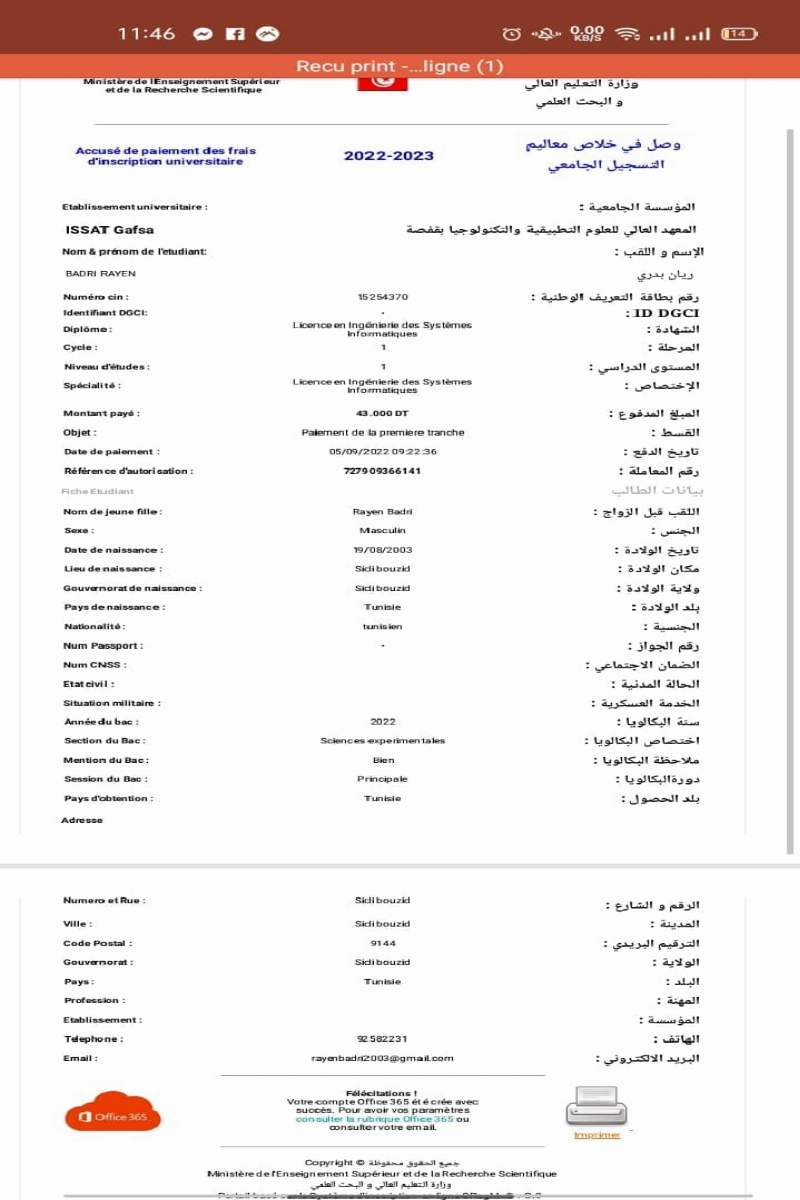 11:46 0.00 KB/S 14
Recu print -...ligne (1)
Ministère de l'Enseignement Supérieur et de la Recherche Scientifique
وزارة التعليم العالي و البحث العلمي
Accusé de paiement des frais d'inscription universitaire 2022-2023 وصل في خلاص معاليم التسجيل الجامعي
Etablissement universitaire : المؤسسة الجامعية :
ISSAT Gafsa المعهد العالي للعلوم التطبيقية والتكنولوجيا بقفصة
Nom & prénom de l'etudiant: الإسم و اللقب :
BADRI RAYEN ريان بدري
Numéro cin : 15254370 رقم بطاقة التعريف الوطنية :
Identifiant DGCI: - ID DGCI :
Diplôme : Licence en Ingénierie des Systèmes Informatiques الشهادة :
Cycle : 1 المرحلة :
Niveau d'études : 1 المستوى الدراسي :
Spécialité : Licence en Ingénierie des Systèmes Informatiques الإختصاص :
Montant payé : 43.000 DT المبلغ المدفوع :
Objet : Paiement de la premiere tranche القسط :
Date de paiement : 05/09/2022 09:22:36 تاريخ الدفع :
Référence d'autorisation : 727909366141 رقم المعاملة :
Fiche Etudiant بيانات الطالب
Nom de jeune fille : Rayen Badri اللقب قبل الزواج :
Sexe : Masculin الجنس :
Date de naissance : 19/08/2003 تاريخ الولادة :
Lieu de naissance : Sidi bouzid مكان الولادة :
Gouvernorat de naissance : Sidi bouzid ولاية الولادة :
Pays de naissance : Tunisie بلد الولادة :
Nationalité : tunisien الجنسية :
Num Passport : - رقم الجواز :
Num CNSS : الضمان الاجتماعي :
Etat civil : الحالة المدنية :
Situation militaire : الخدمة العسكرية :
Année du bac : 2022 سنة البكالويا :
Section du Bac : Sciences experimentales اختصاص البكالويا :
Mention du Bac : Bien ملاحظة البكالويا :
Session du Bac : Principale دورةالبكالويا :
Pays d'obtention : Tunisie بلد الحصول :
Adresse
Numero et Rue : Sidi bouzid الرقم و الشارع :
Ville : Sidi bouzid المدينة :
Code Postal : 9144 الترقيم البريدي :
Gouvernorat : Sidi bouzid الولاية :
Pays : Tunisie البلد :
Profession : المهنة :
Etablissement : المؤسسة :
Telephone : 92582231 الهاتف :
Email : rayenbadri2003@gmail.com البريد الالكتروني :
Office 365
Félécitations !
Votre compte Office 365 été crée avec
succès. Pour avoir vos paramètres
consulter la rubrique Office 365 ou
consulter votre email.
Imprimer
Copyright © جميع الحقوق محفوظة
Ministère de l'Enseignement Supérieur et de la Recherche Scientifique
وزارة التعليم العالي و البحث العلمي